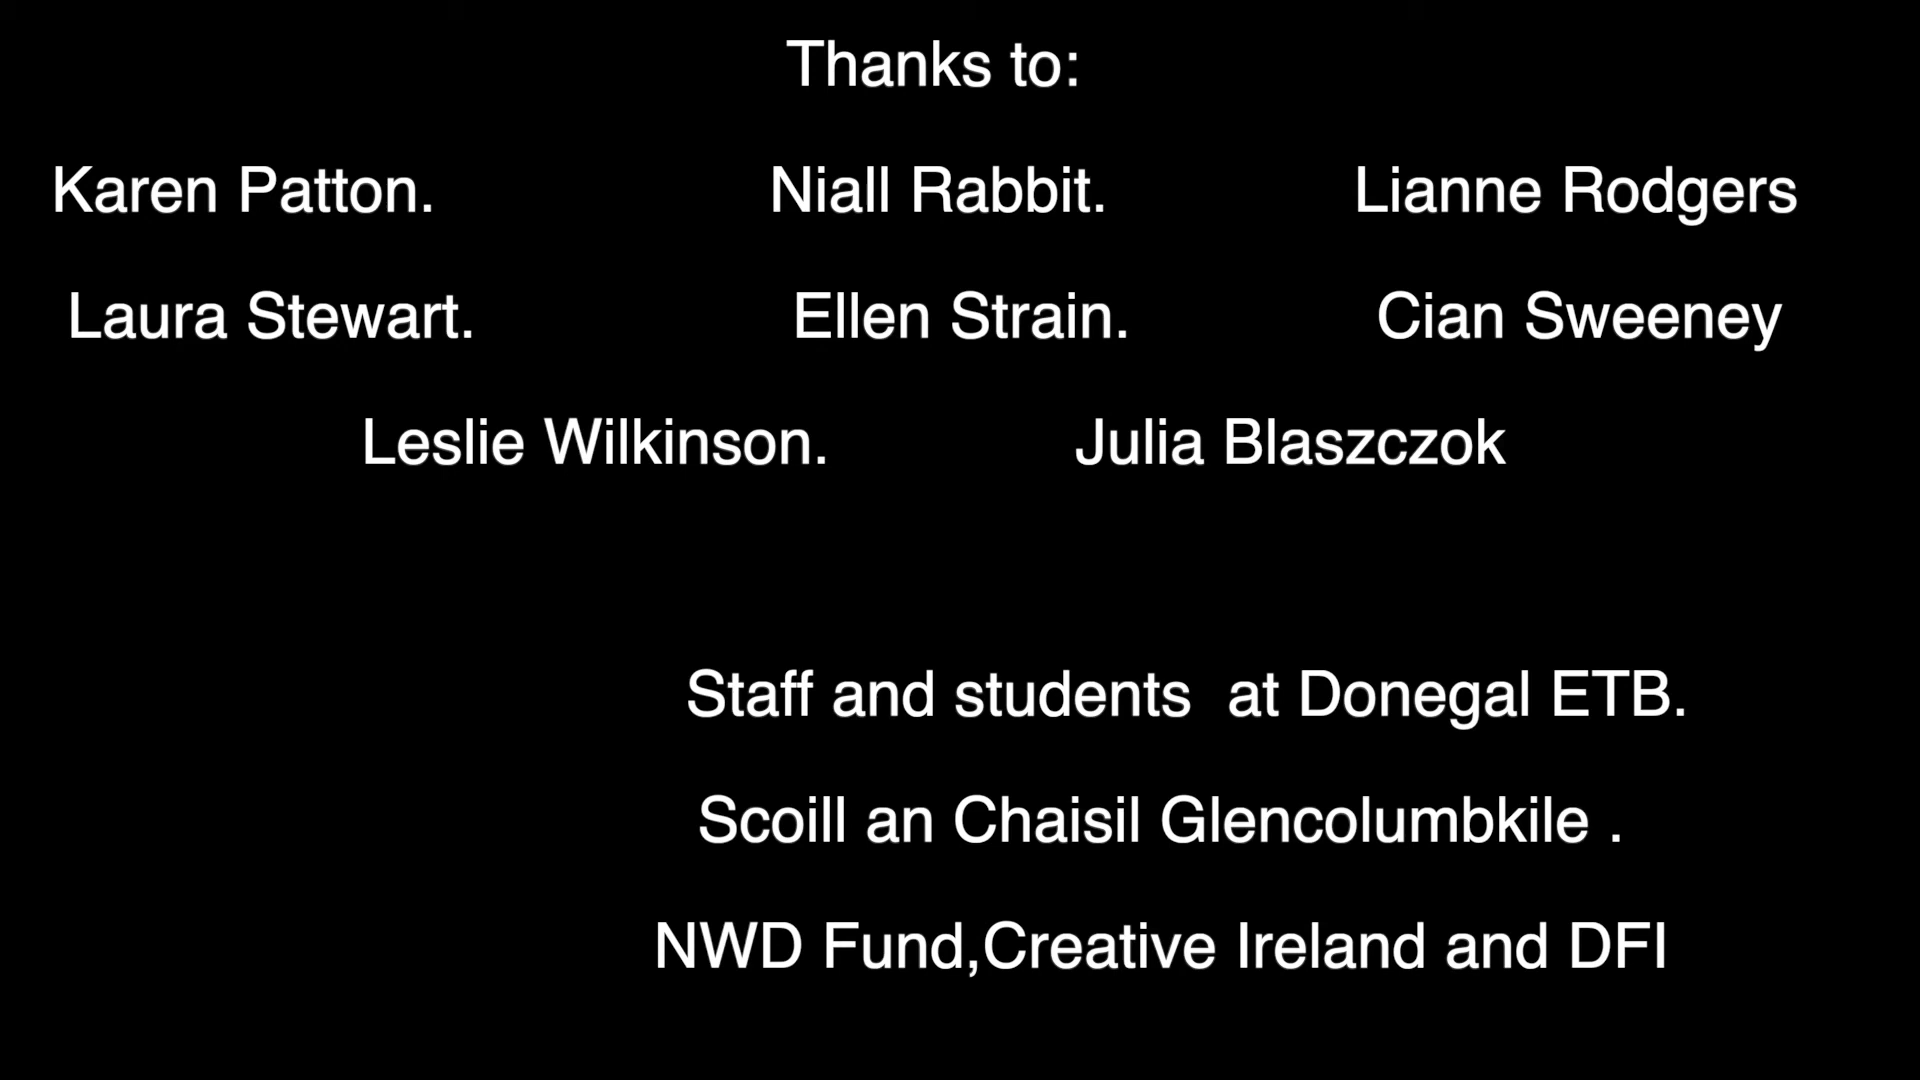 Thanks to:
Karen Patton. Niall Rabbit. Lianne Rodgers
Laura Stewart. Ellen Strain. Cian Sweeney
Leslie Wilkinson. Julia Blaszczok
Staff and students at Donegal ETB.
Scoill an Chaisil Glencolumbkile .
NWD Fund,Creative Ireland and DFI